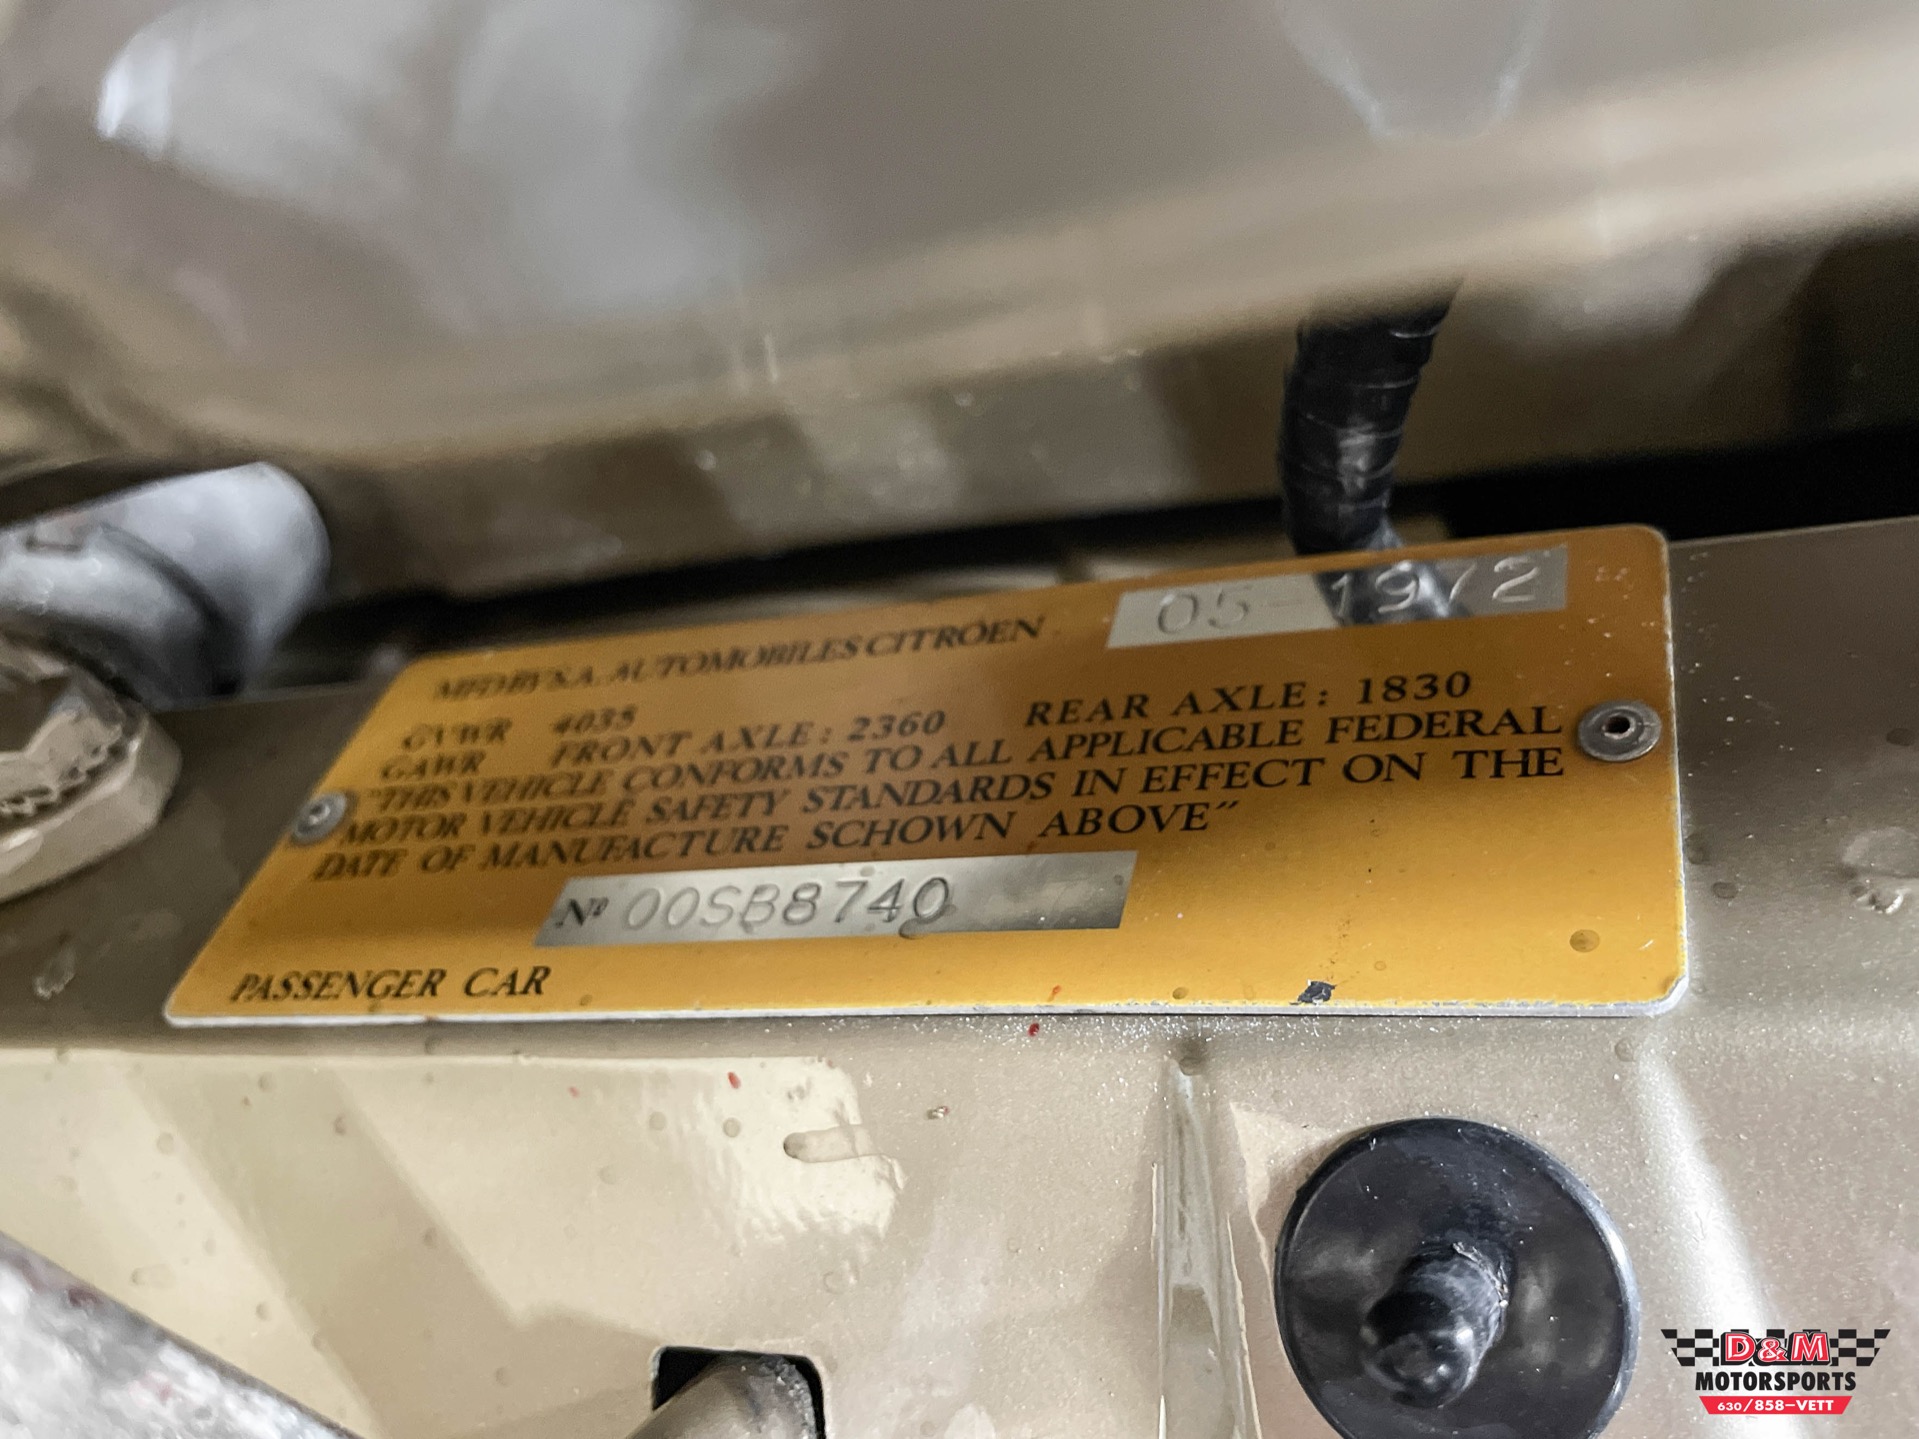 MFD BY S.A. AUTOMOBILES CITROËN 05-1972
GVWR 4035
GAWR FRONT AXLE: 2360 REAR AXLE: 1830
"THIS VEHICLE CONFORMS TO ALL APPLICABLE FEDERAL
MOTOR VEHICLE SAFETY STANDARDS IN EFFECT ON THE
DATE OF MANUFACTURE SCHOWN ABOVE"
Nº 00SB8740
PASSENGER CAR
D&M
MOTORSPORTS
630/858-VETT